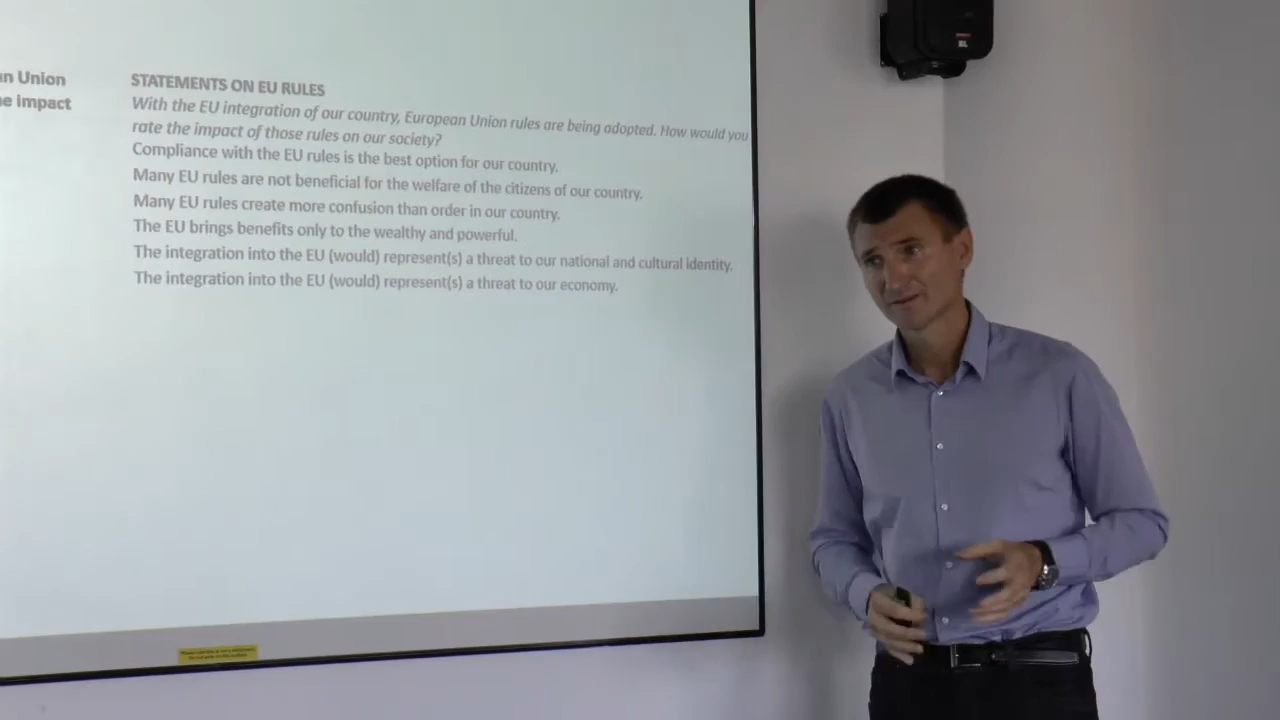 an Union
he impact
STATEMENTS ON EU RULES
With the EU integration of our country, European Union rules are being adopted. How would you
rate the impact of those rules on our society?
Compliance with the EU rules is the best option for our country.
Many EU rules are not beneficial for the welfare of the citizens of our country.
Many EU rules create more confusion than order in our country.
The EU brings benefits only to the wealthy and powerful.
The integration into the EU (would) represent(s) a threat to our national and cultural identity.
The integration into the EU (would) represent(s) a threat to our economy.
JBL